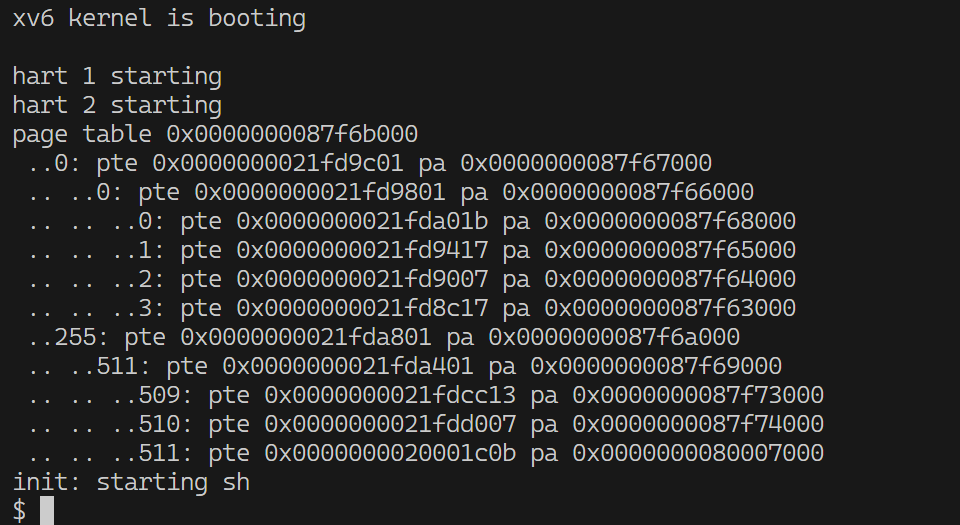 xv6 kernel is booting

hart 1 starting
hart 2 starting
page table 0x0000000087f6b000
 ..0: pte 0x0000000021fd9c01 pa 0x0000000087f67000
 .. ..0: pte 0x0000000021fd9801 pa 0x0000000087f66000
 .. .. ..0: pte 0x0000000021fda01b pa 0x0000000087f68000
 .. .. ..1: pte 0x0000000021fd9417 pa 0x0000000087f65000
 .. .. ..2: pte 0x0000000021fd9007 pa 0x0000000087f64000
 .. .. ..3: pte 0x0000000021fd8c17 pa 0x0000000087f63000
 ..255: pte 0x0000000021fda801 pa 0x0000000087f6a000
 .. ..511: pte 0x0000000021fda401 pa 0x0000000087f69000
 .. .. ..509: pte 0x0000000021fdcc13 pa 0x0000000087f73000
 .. .. ..510: pte 0x0000000021fdd007 pa 0x0000000087f74000
 .. .. ..511: pte 0x0000000020001c0b pa 0x0000000080007000
init: starting sh
$